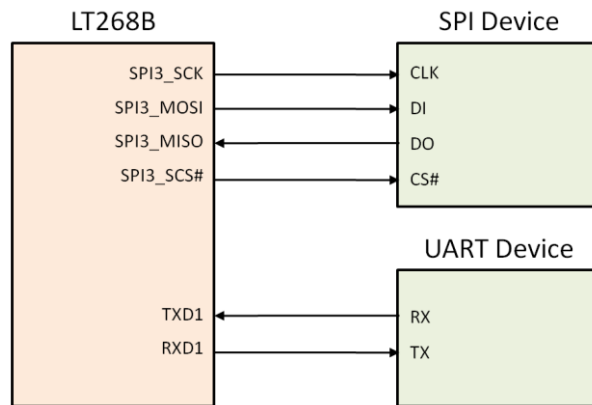 LT268B
SPI Device
SPI3_SCK
CLK
SPI3_MOSI
DI
SPI3_MISO
DO
SPI3_SCS#
CS#
UART Device
TXD1
RX
RXD1
TX